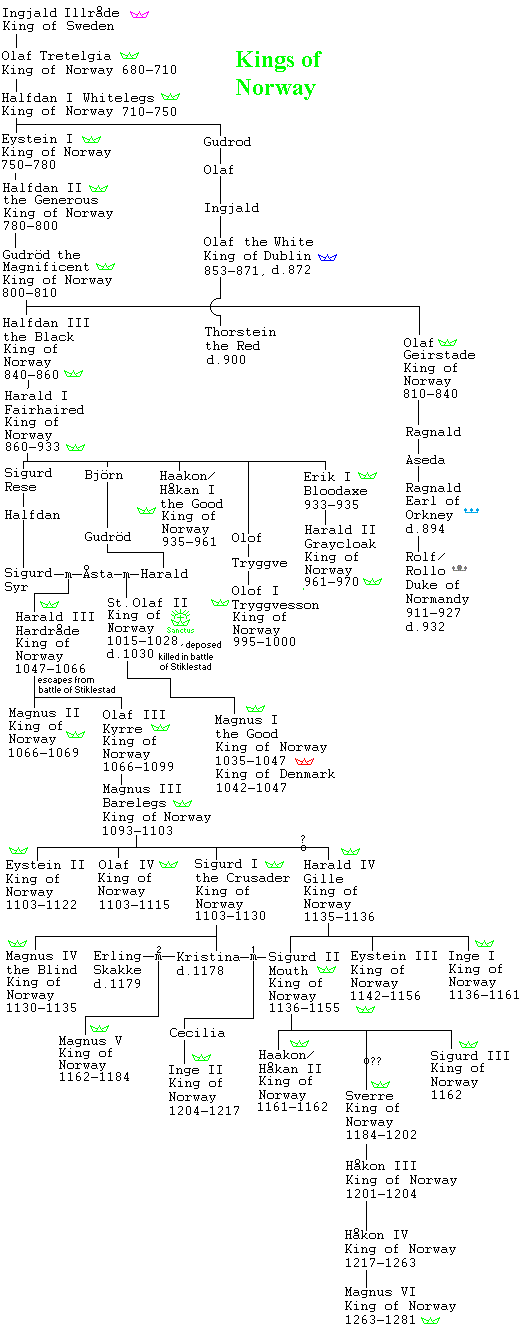 Ingjald Illråde
King of Sweden
Kings of
Norway
Olaf Tretelgia
King of Norway 680-710
Halfdan I Whitelegs
King of Norway 710-750
Eystein I
King of Norway
750-780
Gudrod
Olaf
Halfdan II
the Generous
King of Norway
780-800
Ingjald
Gudröd the
Magnificent
King of Norway
800-810
Olaf the White
King of Dublin
853-871, d.872
Halfdan III
the Black
King of
Norway
840-860
Thorstein
the Red
d.900
Olaf
Geirstade
King of
Norway
810-840
Harald I
Fairhaired
King of
Norway
860-933
Ragnald
Aseda
Ragnald
Earl of
Orkney
d.894
Rolf/
Rollo
Duke of
Normandy
911-927
d.932
Sigurd
Rese
Halfdan
Björn
Gudröd
Haakon/
Håkan I
the Good
King of
Norway
935-961
Olof
Tryggve
Olof I
Tryggvesson
King of
Norway
995-1000
Erik I
Bloodaxe
933-935
Harald II
Graycloak
King of
Norway
961-970
Sigurd m Åsta m Harald
Syr
Harald III
Hardråde
King of
Norway
1047-1066
escapes from
battle of Stiklestad
St.Olaf II
King of
Norway
1015-1028, deposed
d.1030 killed in battle
of Stiklestad
Sanctus
Magnus II
King of
Norway
1066-1069
Olaf III
Kyrre
King of
Norway
1066-1099
Magnus I
the Good
King of Norway
1035-1047
King of Denmark
1042-1047
Magnus III
Barelegs
King of Norway
1093-1103
?
o
Eystein II
King of
Norway
1103-1122
Olaf IV
King of
Norway
1103-1115
Sigurd I
the Crusader
King of
Norway
1103-1130
Harald IV
Gille
King of
Norway
1135-1136
Magnus IV
the Blind
King of
Norway
1130-1135
2 1
Erling m Kristina m Sigurd II
Skakke
d.1179
d.1178
Mouth
King of
Norway
1136-1155
Eystein III
King of
Norway
1142-1156
Inge I
King of
Norway
1136-1161
Magnus V
King of
Norway
1162-1184
Cecilia
Inge II
King of
Norway
1204-1217
Haakon/
Håkan II
King of
Norway
1161-1162
o??
Sigurd III
King of
Norway
1162
Sverre
King of
Norway
1184-1202
Håkon III
King of Norway
1201-1204
Håkon IV
King of Norway
1217-1263
Magnus VI
King of Norway
1263-1281